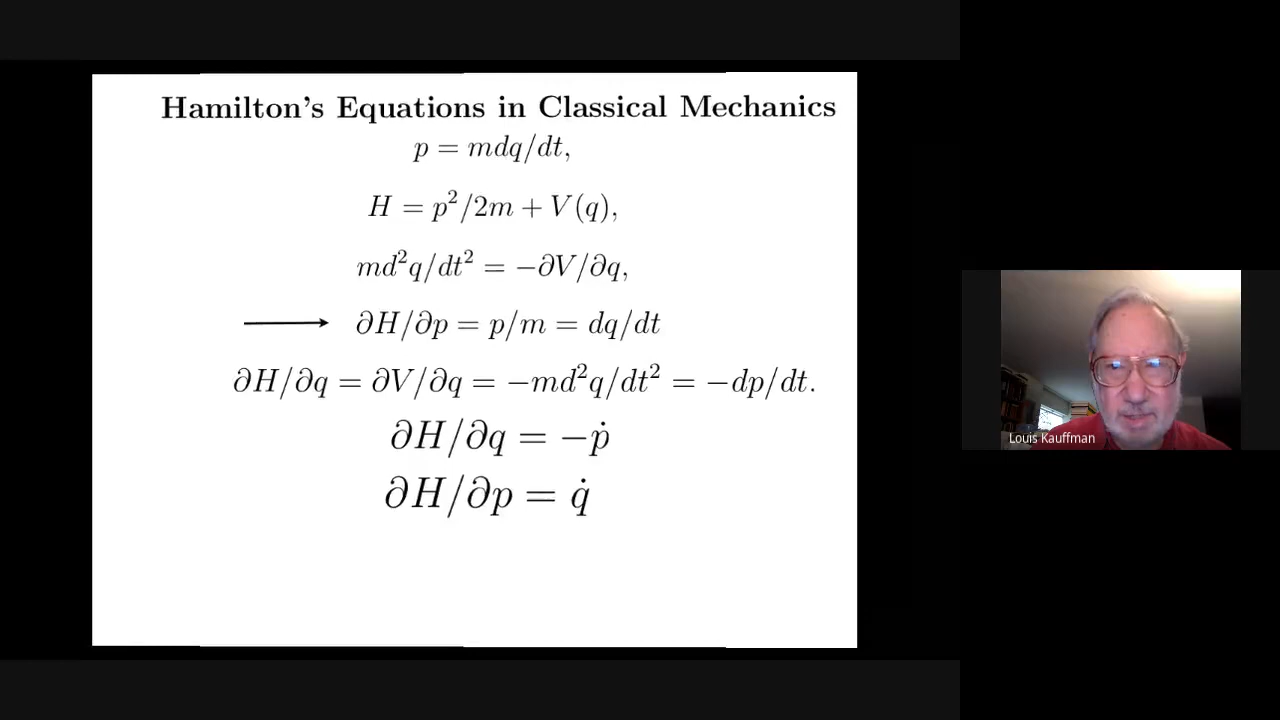 Hamilton's Equations in Classical Mechanics
p = mdq/dt,
H = p²/2m + V(q),
md²q/dt² = −∂V/∂q,
⟶ ∂H/∂p = p/m = dq/dt
∂H/∂q = ∂V/∂q = −md²q/dt² = −dp/dt.
∂H/∂q = −ṗ
∂H/∂p = q̇
Louis Kauffman